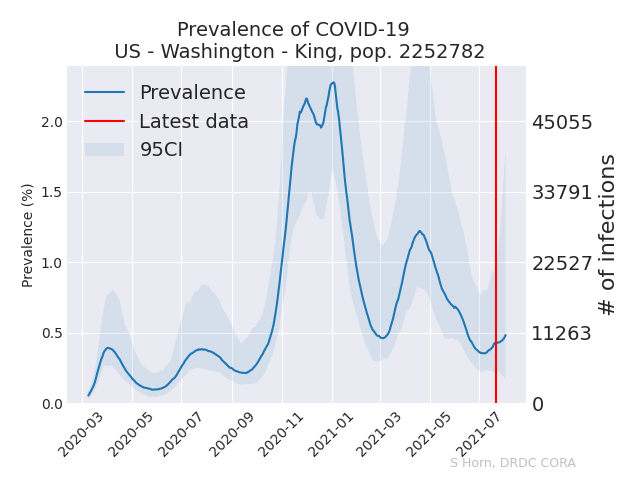 Prevalence of COVID-19
US - Washington - King, pop. 2252782
Prevalence
Latest data
95CI
Prevalence (%)
2.0
1.5
1.0
0.5
0.0
45055
33791
22527
11263
0
# of infections
2020-03
2020-05
2020-07
2020-09
2020-11
2021-01
2021-03
2021-05
2021-07
S Horn, DRDC CORA